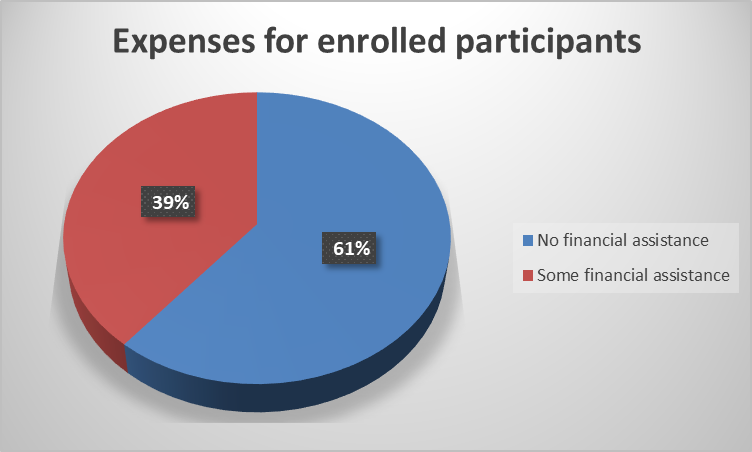 Expenses for enrolled participants
39%
61%
No financial assistance
Some financial assistance